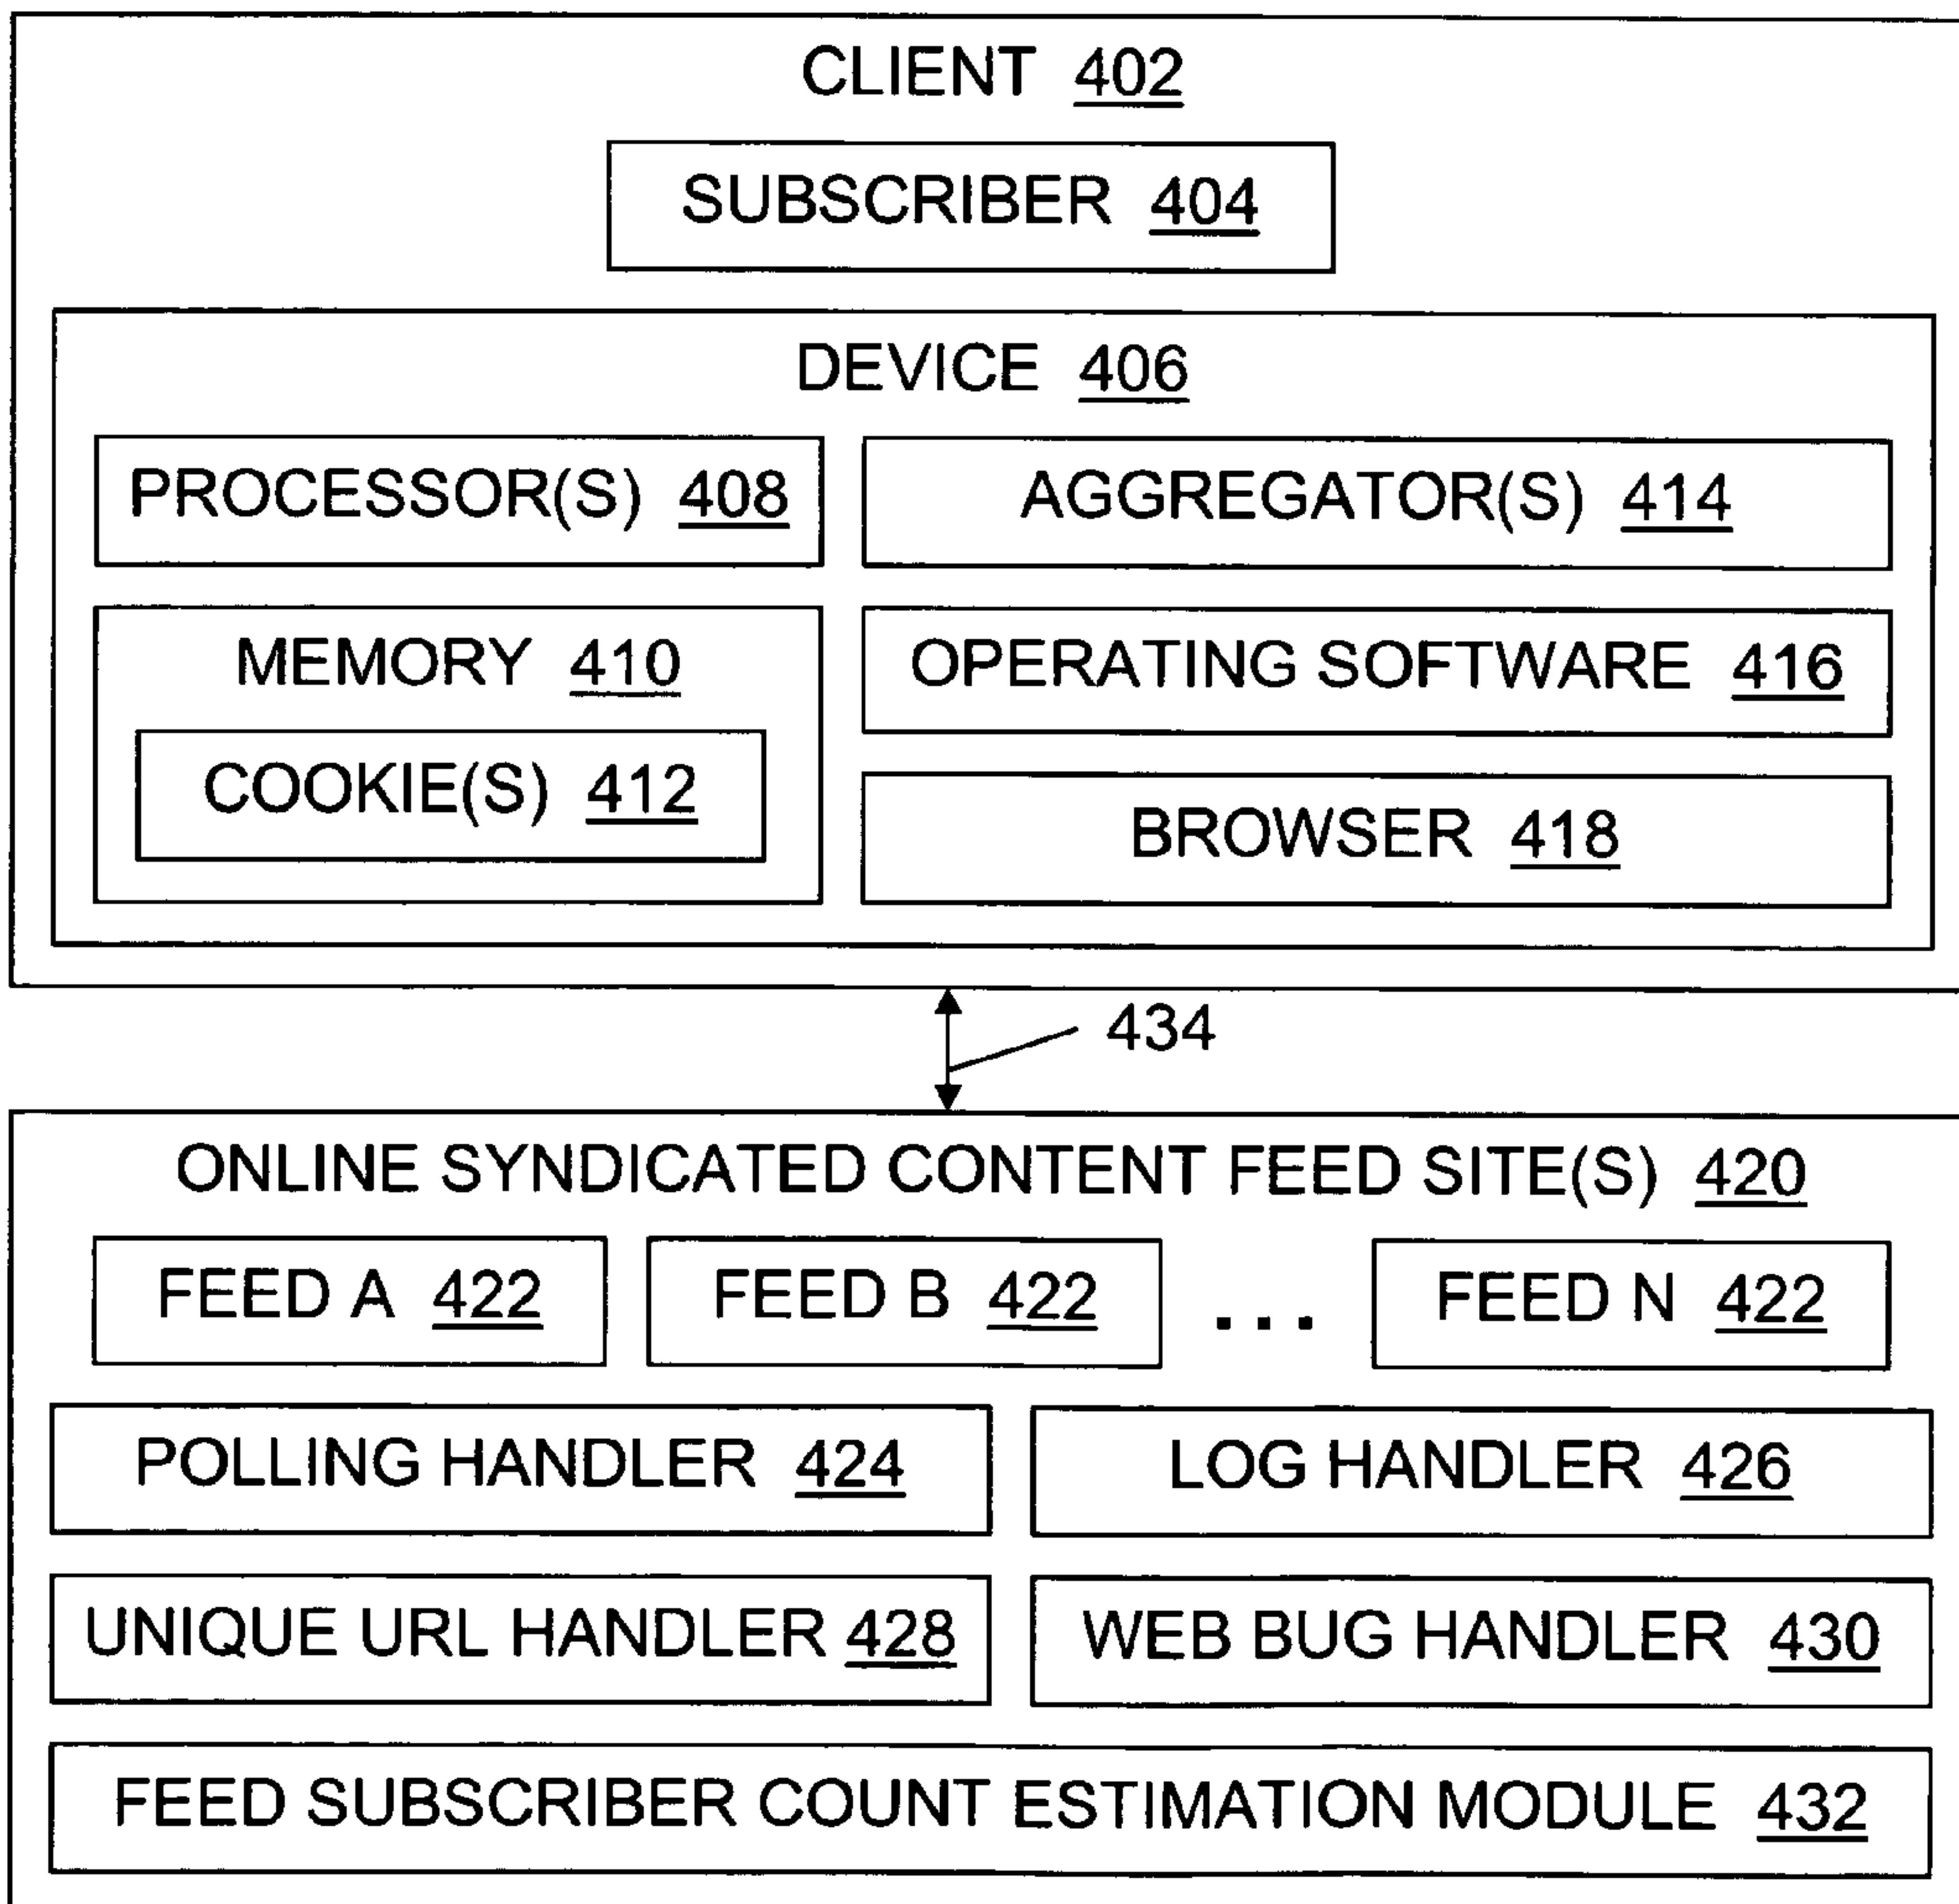 CLIENT 402
SUBSCRIBER 404
DEVICE 406
PROCESSOR(S) 408
AGGREGATOR(S) 414
MEMORY 410
OPERATING SOFTWARE 416
COOKIE(S) 412
BROWSER 418
434
ONLINE SYNDICATED CONTENT FEED SITE(S) 420
FEED A 422
FEED B 422
...
FEED N 422
POLLING HANDLER 424
LOG HANDLER 426
UNIQUE URL HANDLER 428
WEB BUG HANDLER 430
FEED SUBSCRIBER COUNT ESTIMATION MODULE 432